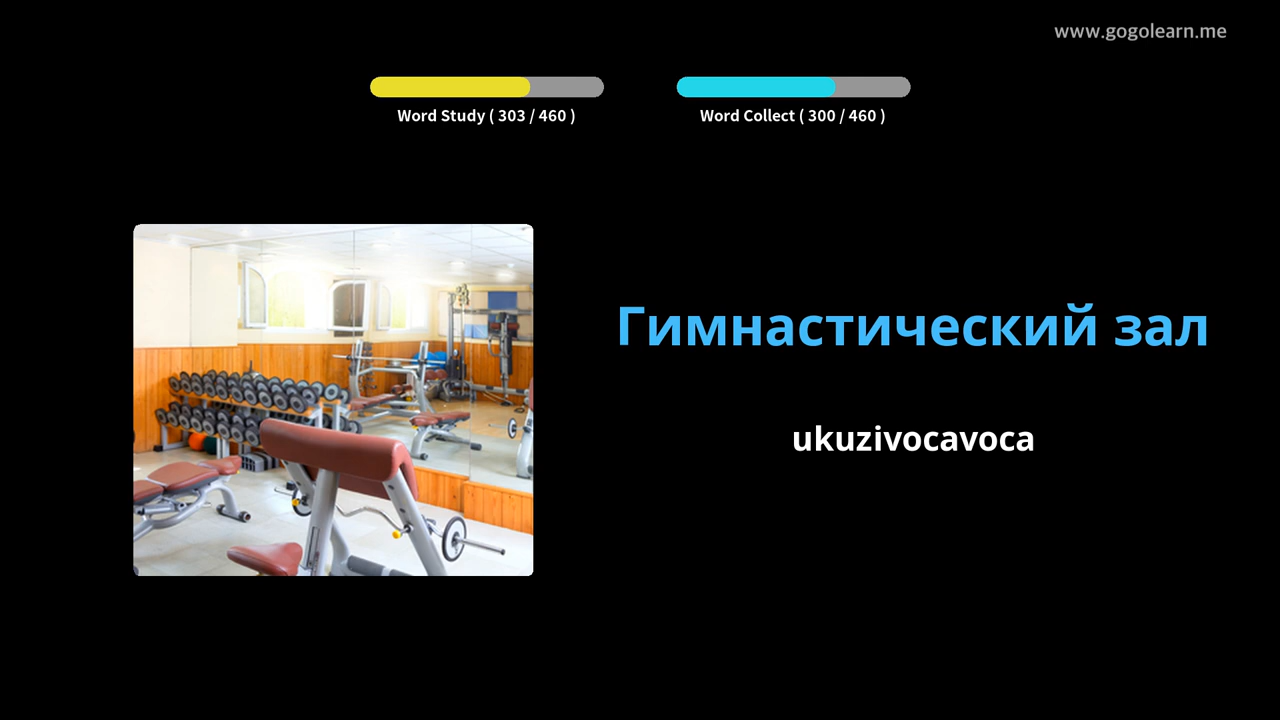 www.gogolearn.me
Word Study ( 303 / 460 )
Word Collect ( 300 / 460 )
Гимнастический зал
ukuzivocavoca